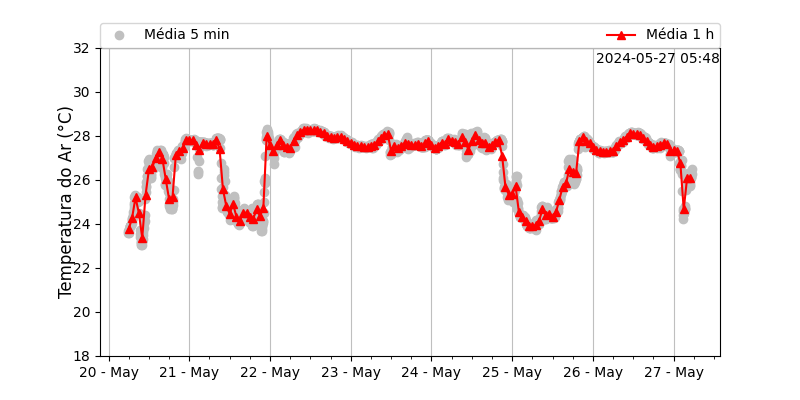 Média 5 min
Média 1 h
2024-05-27 05:48
Temperatura do Ar (°C)
32
30
28
26
24
22
20
18
20 - May
21 - May
22 - May
23 - May
24 - May
25 - May
26 - May
27 - May